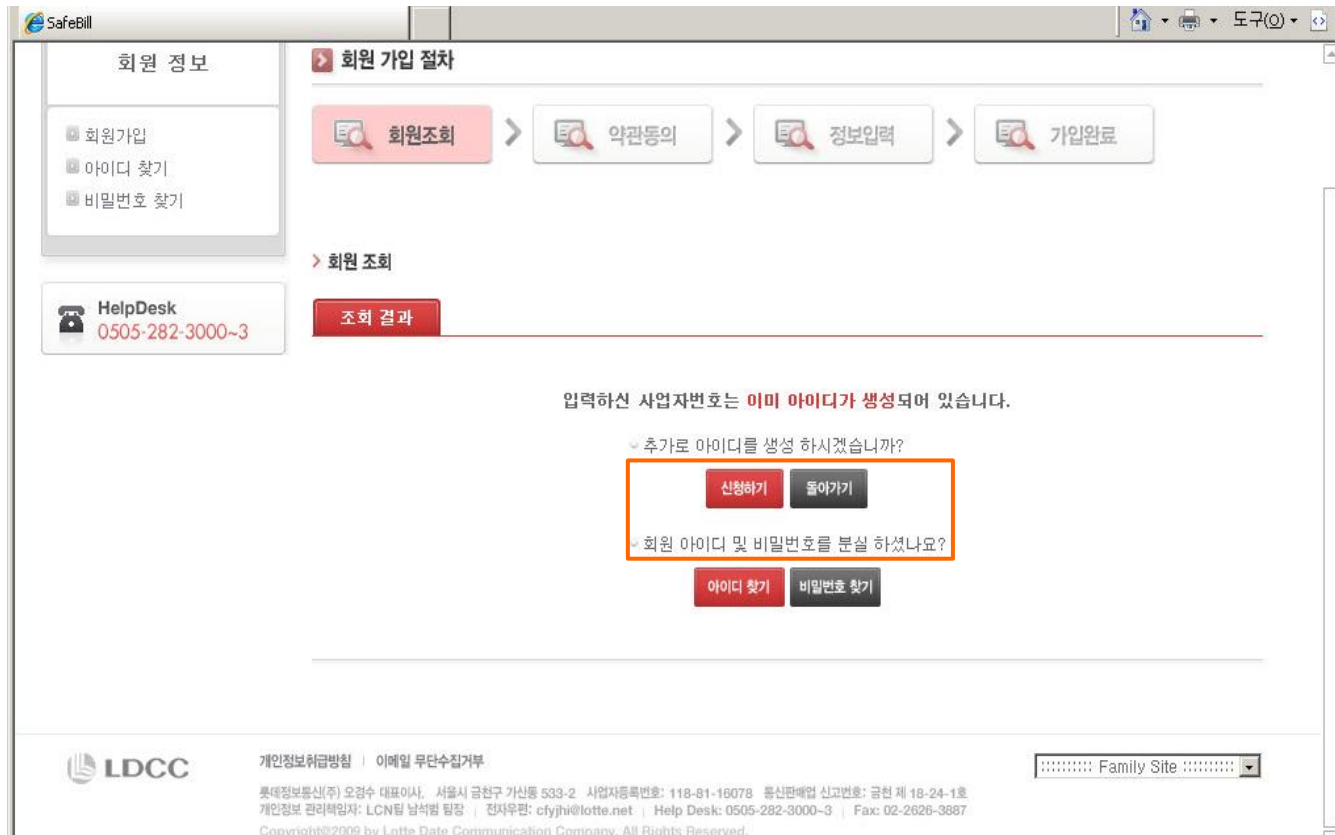 SafeBill
도구(O)
회원 정보
회원가입
아이디 찾기
비밀번호 찾기
HelpDesk
0505-282-3000~3
회원 가입 절차
회원조회
약관동의
정보입력
가입완료
회원 조회
조회 결과
입력하신 사업자번호는 이미 아이디가 생성되어 있습니다.
추가로 아이디를 생성 하시겠습니까?
신청하기 돌아가기
회원 아이디 및 비밀번호를 분실 하셨나요?
아이디 찾기 비밀번호 찾기
LDCC
개인정보취급방침 | 이메일 무단수집거부
:::::::::: Family Site ::::::::::
롯데정보통신(주) 오경수 대표이사, 서울시 금천구 가산동 533-2 사업자등록번호: 118-81-16078 통신판매업 신고번호: 금천 제 18-24-1호
개인정보 관리책임자: LCN팀 남석범 팀장 | 전자우편: cfyjhi@lotte.net | Help Desk: 0505-282-3000~3 | Fax: 02-2626-3887
Copyright©2009 by Lotte Date Communication Company. All Rights Reserved.